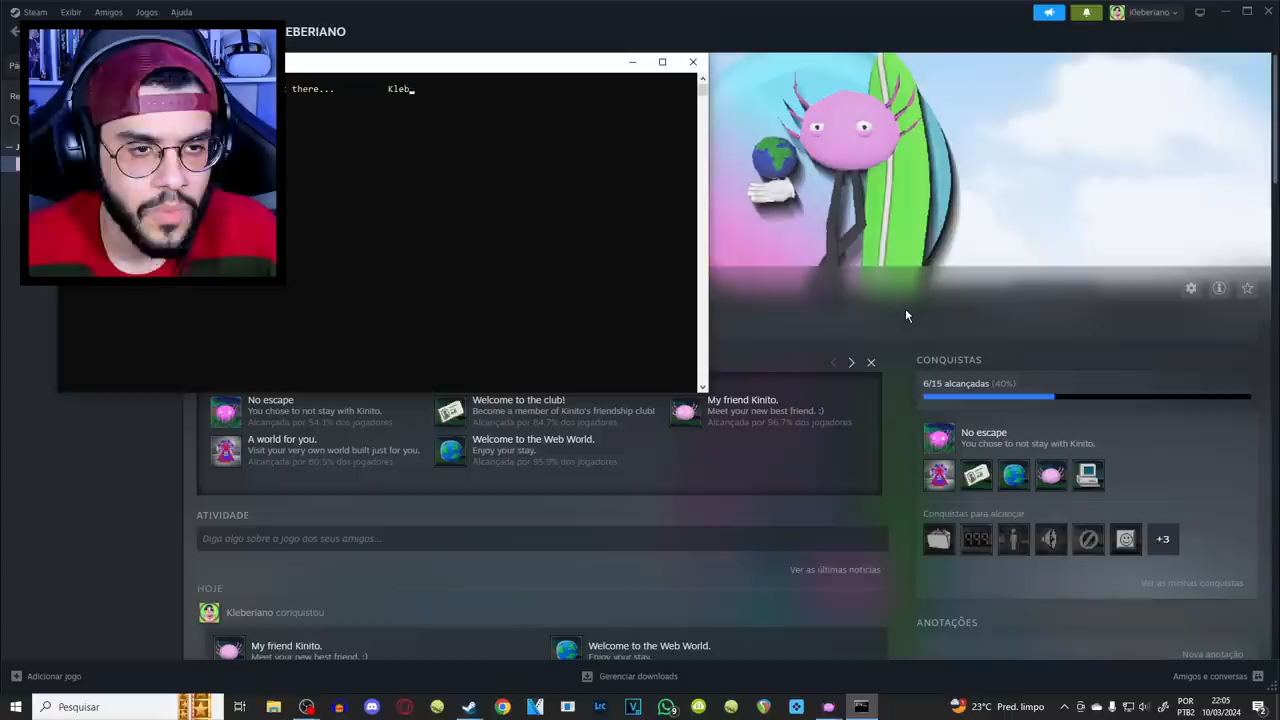 Steam Exibir Amigos Jogos Ajuda
Kleberiano
KLEBERIANO
there... Kleb_
CONQUISTAS
6/15 alcançadas (40%)
No escape
You chose to not stay with Kinito.
Conquistas para alcançar
+3
Ver as minhas conquistas
ANOTAÇÕES
Nova anotação
No escape
You chose to not stay with Kinito.
Alcançada por 54.1% dos jogadores
Welcome to the club!
Become a member of Kinito's friendship club!
Alcançada por 84.7% dos jogadores
My friend Kinito.
Meet your new best friend. :)
Alcançada por 96.7% dos jogadores
A world for you.
Visit your very own world built just for you.
Alcançada por 80.5% dos jogadores
Welcome to the Web World.
Enjoy your stay.
Alcançada por 95.9% dos jogadores
ATIVIDADE
Diga algo sobre o jogo aos seus amigos...
Ver as últimas notícias
HOJE
Kleberiano conquistou
My friend Kinito.
Meet your new best friend. :)
Welcome to the Web World.
Enjoy your stay.
Adicionar jogo
Gerenciar downloads
Amigos e conversas
Pesquisar
Lrc
23°C Pred. limpo
POR
PTB2
22:05
10/03/2024